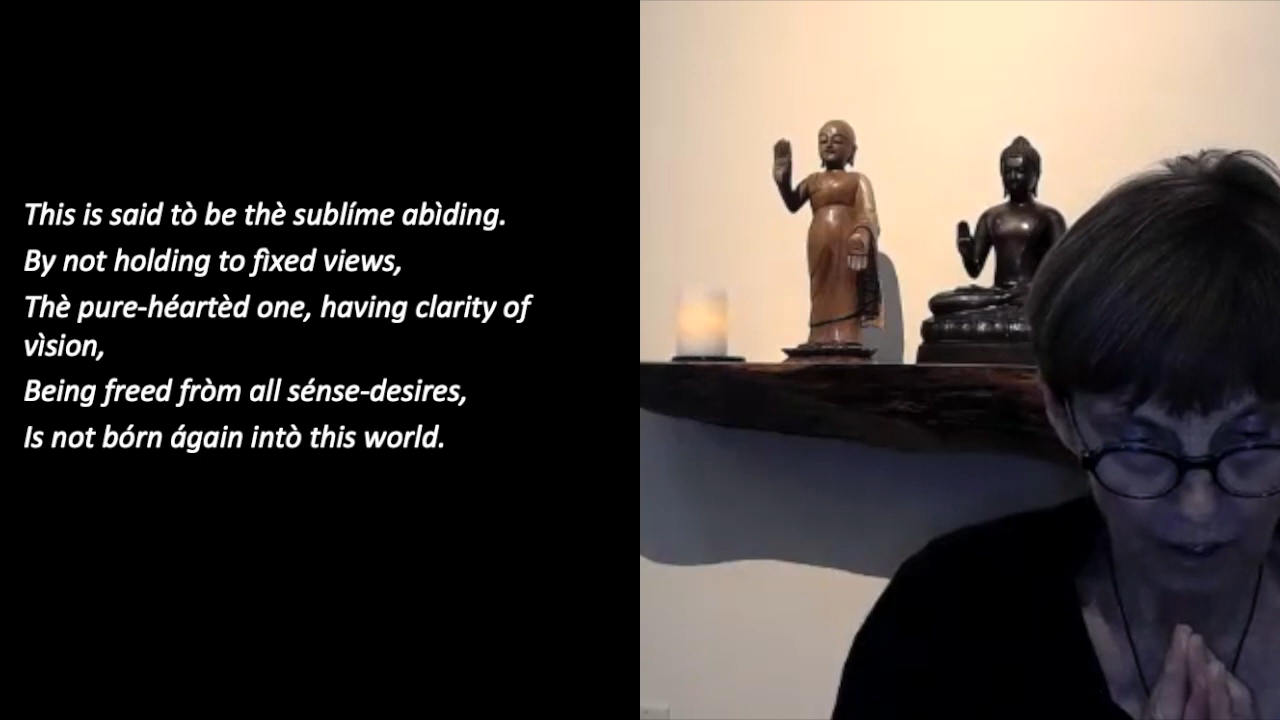 This is said tò be thè sublíme abìding.
By not holding to fìxed views,
Thè pure-héartèd one, having clarity of
vìsion,
Being freed fròm all sénse-desires,
Is not bórn ágain intò this world.